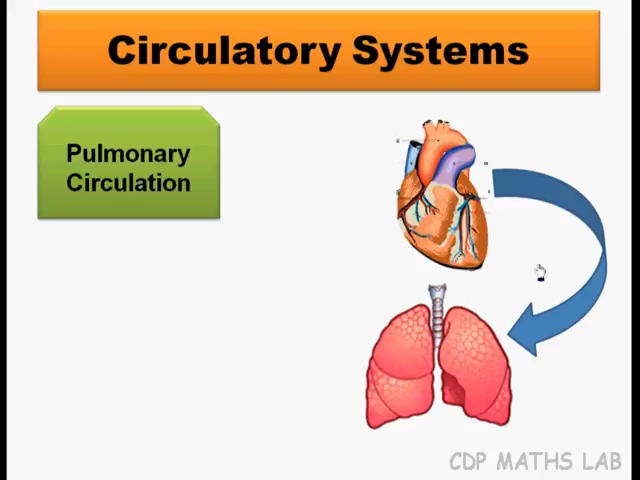 Circulatory Systems
Pulmonary
Circulation
CDP MATHS LAB